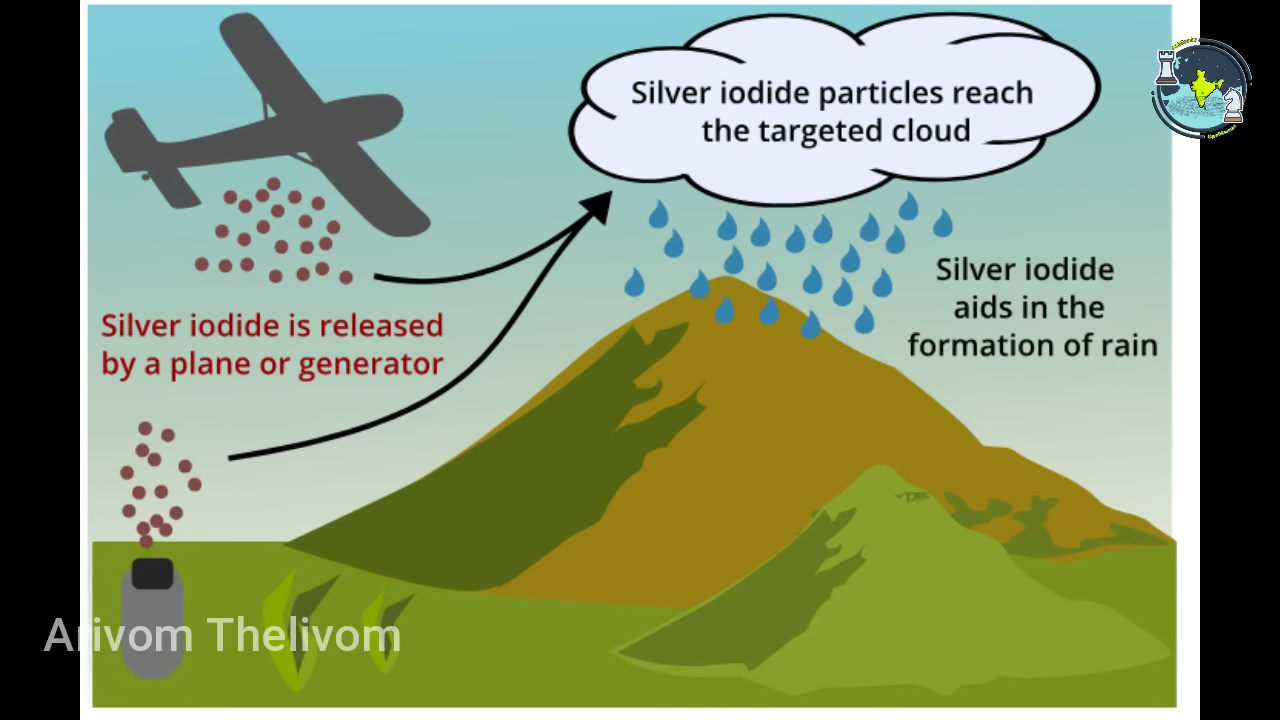 Silver iodide particles reach
the targeted cloud
Silver iodide
aids in the
formation of rain
Silver iodide is released
by a plane or generator
Arivom Thelivom